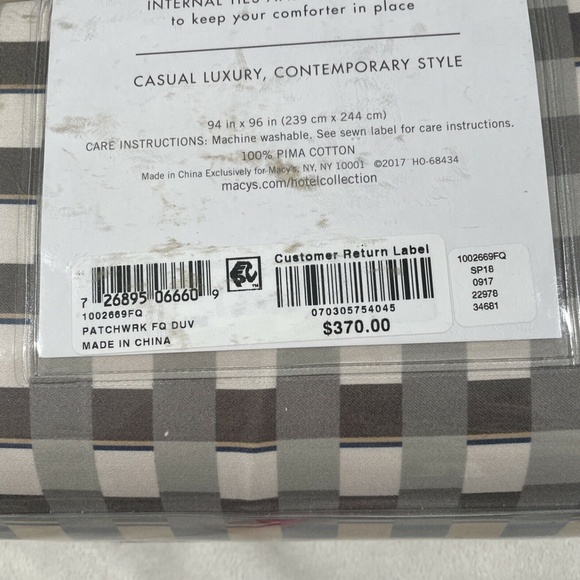 INTERNAL TIES
to keep your comforter in place
CASUAL LUXURY, CONTEMPORARY STYLE
94 in x 96 in (239 cm x 244 cm)
CARE INSTRUCTIONS: Machine washable. See sewn label for care instructions.
100% PIMA COTTON
Made in China Exclusively for Macy's, NY, NY 10001 ©2017 HO-68434
macys.com/hotelcollection
7 26895 06660 9
1002669FQ
PATCHWRK FQ DUV
MADE IN CHINA
Customer Return Label
070305754045
$370.00
1002669FQ
SP18
0917
22978
34681